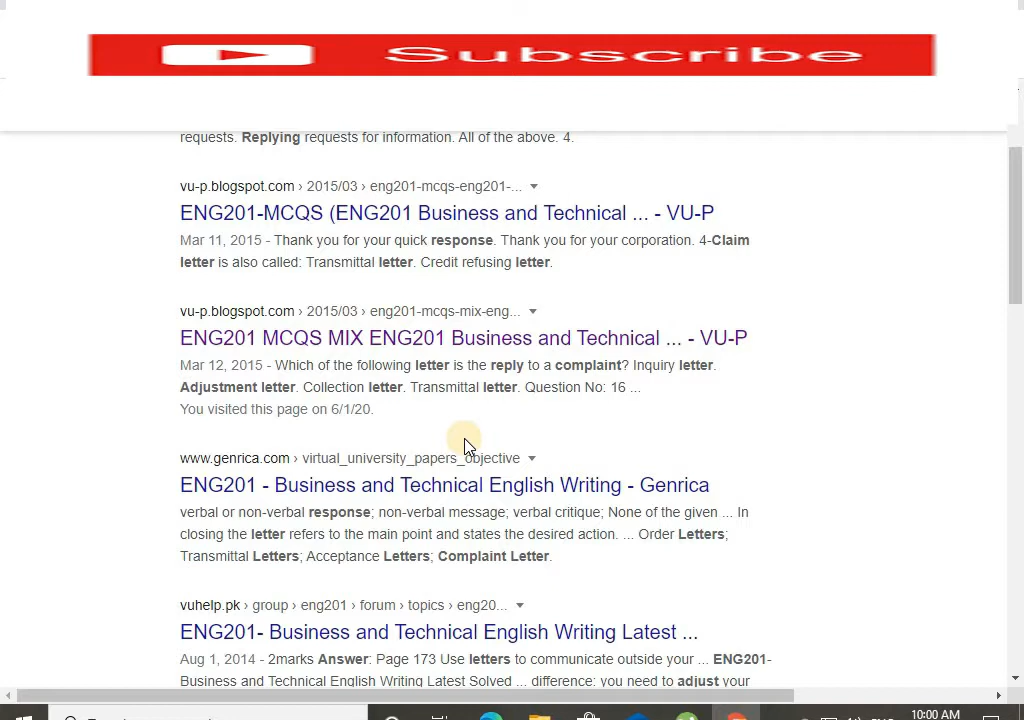 Subscribe
requests. Replying requests for information. All of the above. 4.
vu-p.blogspot.com › 2015/03 › eng201-mcqs-eng201-...
ENG201-MCQS (ENG201 Business and Technical ... - VU-P
Mar 11, 2015 - Thank you for your quick response. Thank you for your corporation. 4-Claim
letter is also called: Transmittal letter. Credit refusing letter.
vu-p.blogspot.com › 2015/03 › eng201-mcqs-mix-eng...
ENG201 MCQS MIX ENG201 Business and Technical ... - VU-P
Mar 12, 2015 - Which of the following letter is the reply to a complaint? Inquiry letter.
Adjustment letter. Collection letter. Transmittal letter. Question No: 16 ...
You visited this page on 6/1/20.
www.genrica.com › virtual_university_papers_objective
ENG201 - Business and Technical English Writing - Genrica
verbal or non-verbal response; non-verbal message; verbal critique; None of the given ... In
closing the letter refers to the main point and states the desired action. ... Order Letters;
Transmittal Letters; Acceptance Letters; Complaint Letter.
vuhelp.pk › group › eng201 › forum › topics › eng20...
ENG201- Business and Technical English Writing Latest ...
Aug 1, 2014 - 2marks Answer: Page 173 Use letters to communicate outside your ... ENG201-
Business and Technical English Writing Latest Solved ... difference: you need to adjust your
10:00 AM